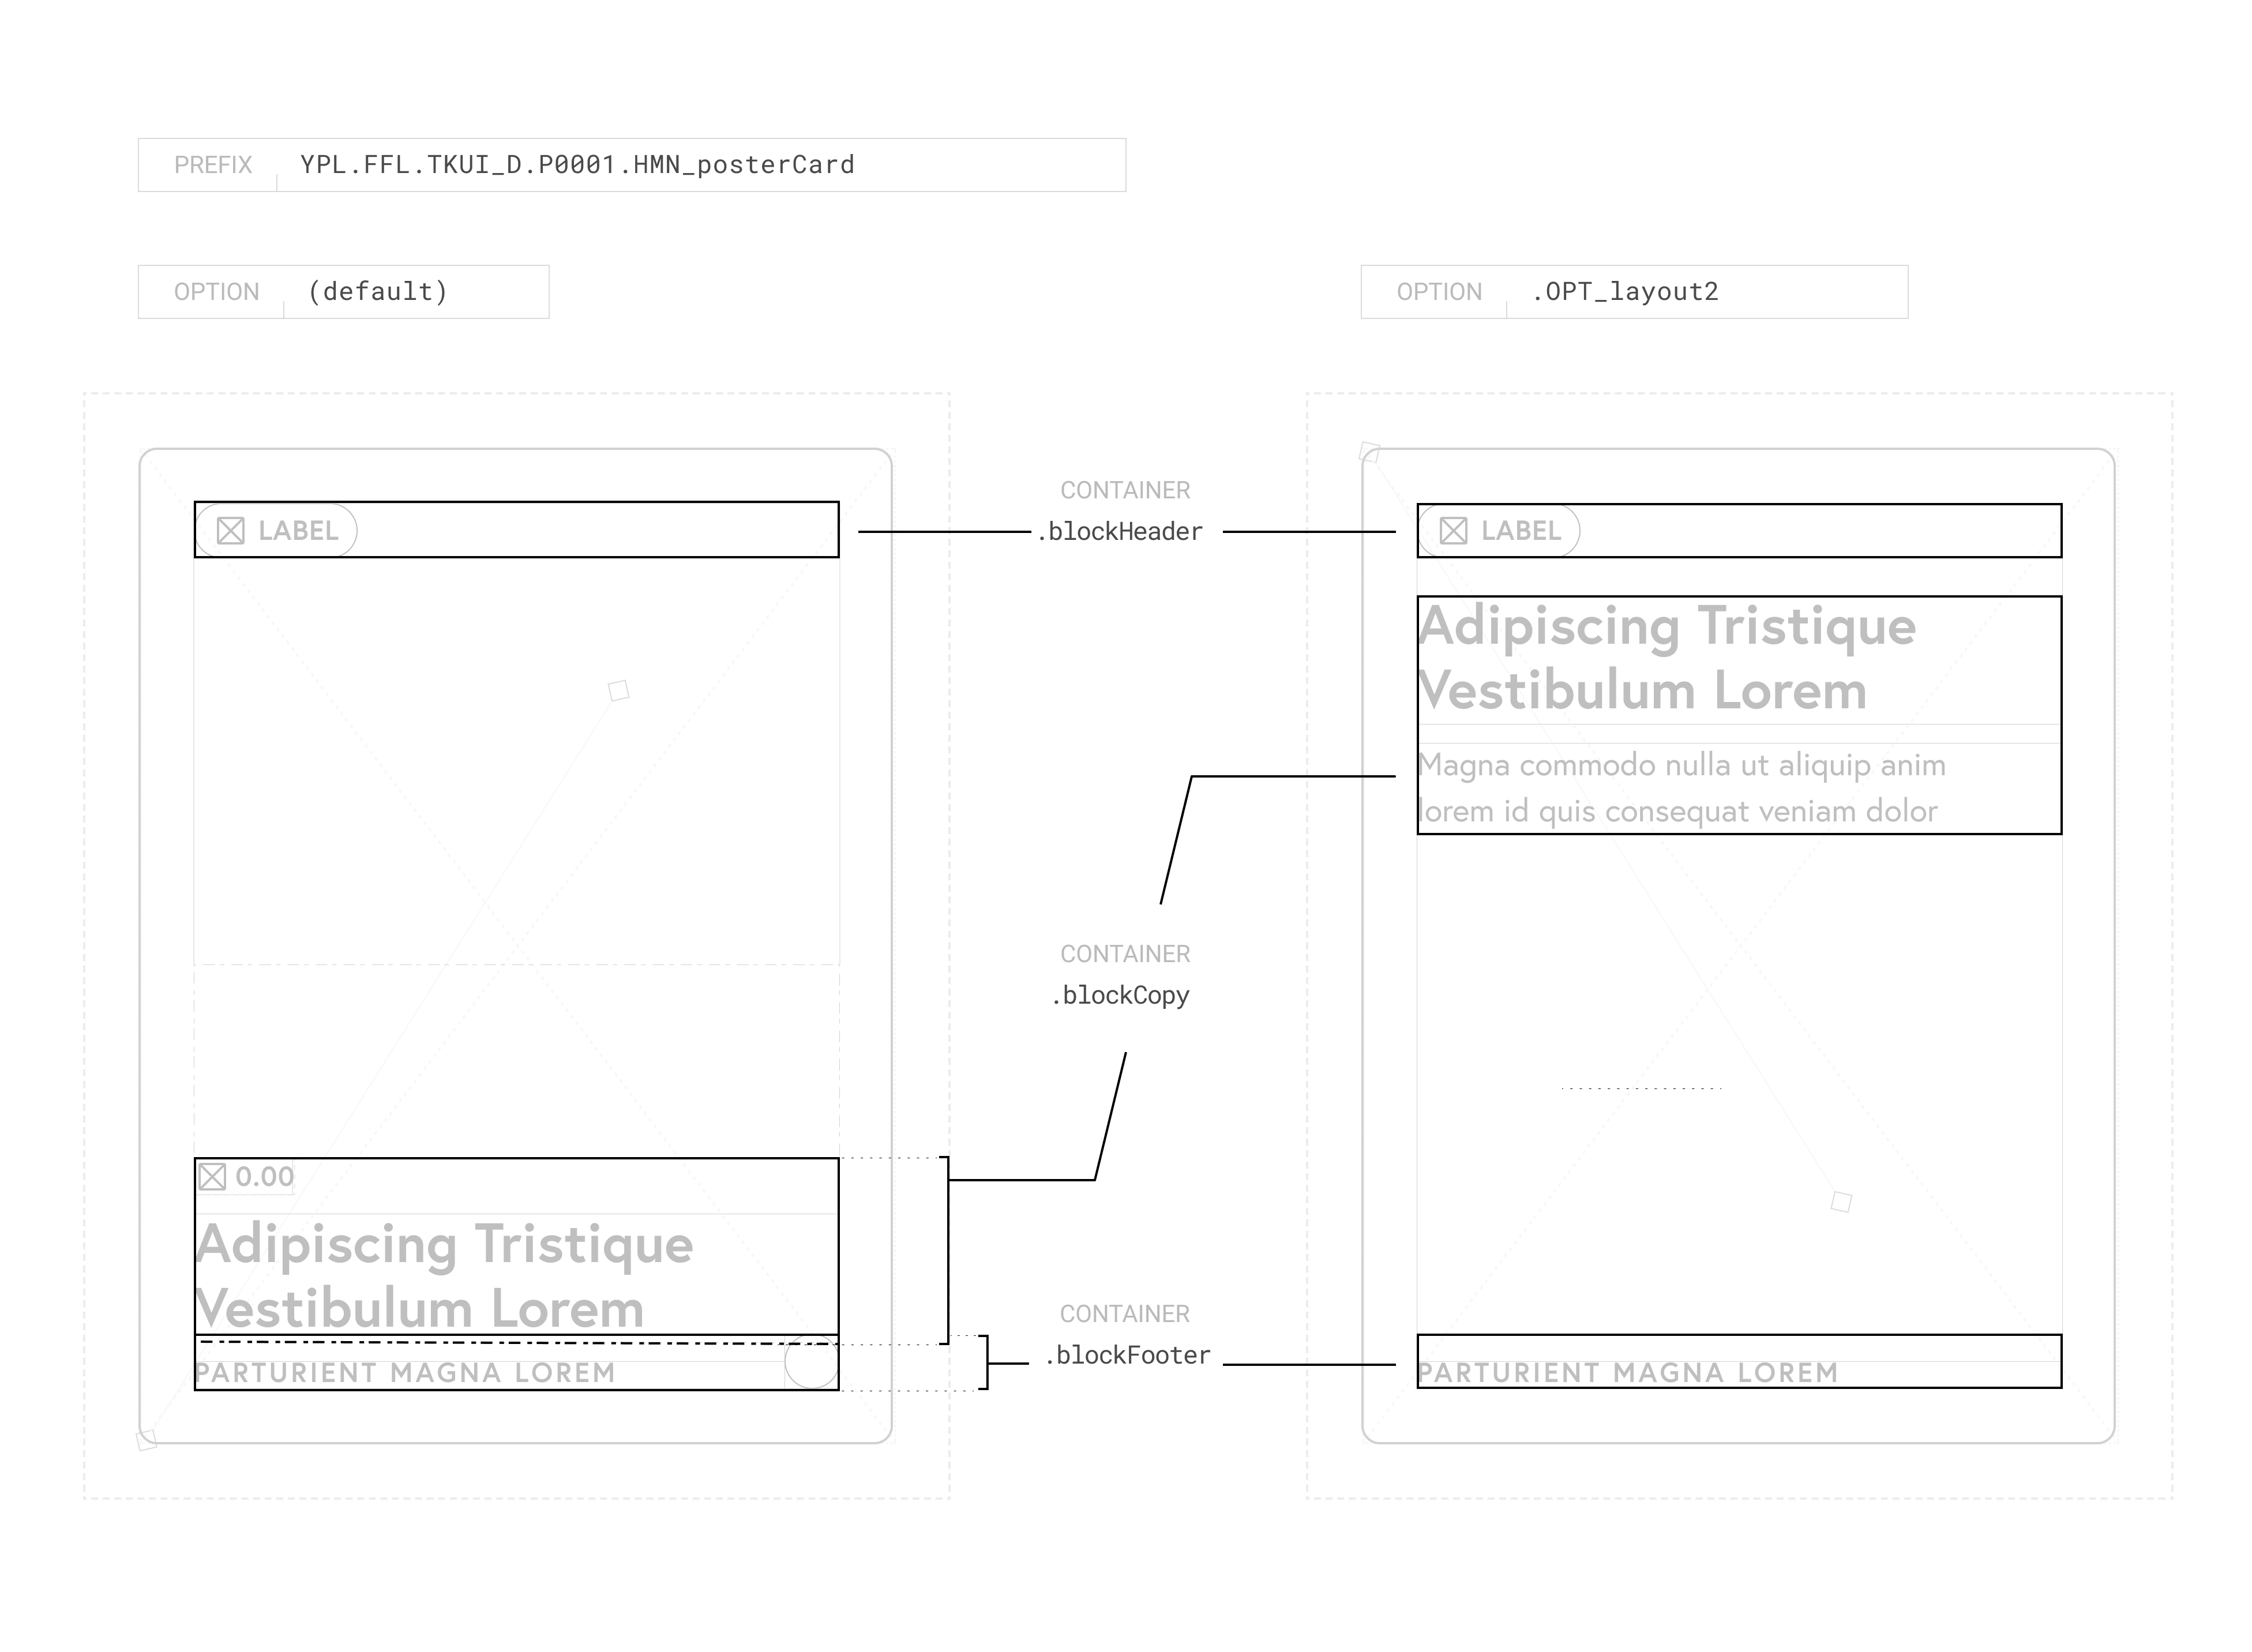 PREFIX YPL.FFL.TKUI_D.P0001.HMN_posterCard
OPTION (default)
OPTION .OPT_layout2
LABEL
CONTAINER
.blockHeader
LABEL
Adipiscing Tristique
Vestibulum Lorem
Magna commodo nulla ut aliquip anim
lorem id quis consequat veniam dolor
CONTAINER
.blockCopy
0.00
Adipiscing Tristique
Vestibulum Lorem
PARTURIENT MAGNA LOREM
CONTAINER
.blockFooter
PARTURIENT MAGNA LOREM